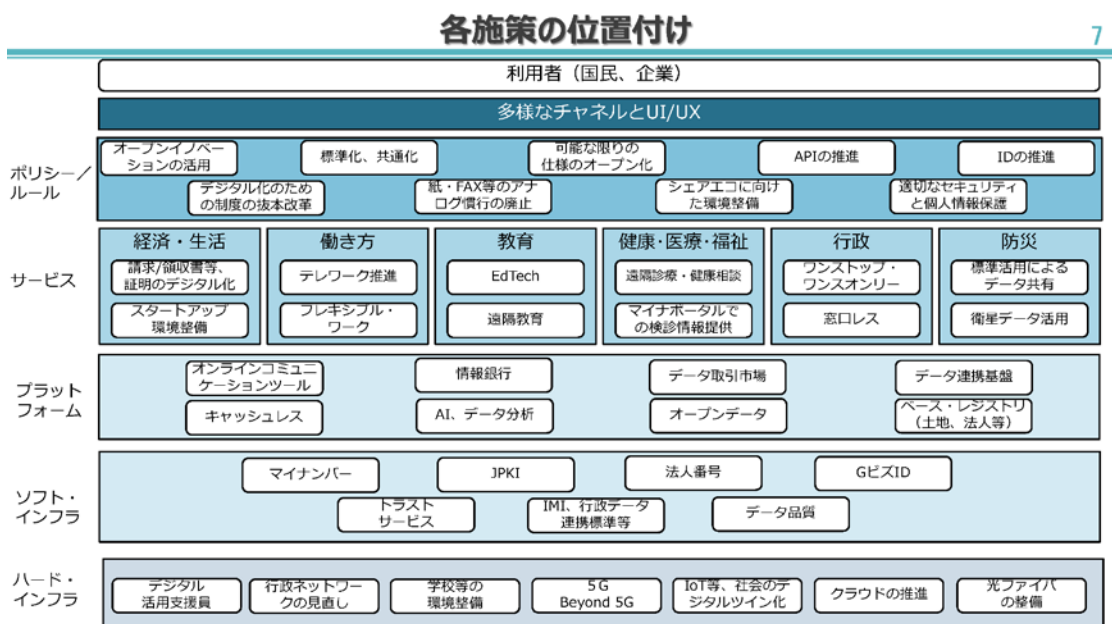 各施策の位置付け
7
利用者（国民、企業）
多様なチャネルとUI/UX
ポリシー／
ルール
オープンイノベー
ションの活用
標準化、共通化
可能な限りの
仕様のオープン化
APIの推進
IDの推進
デジタル化のため
の制度の抜本改革
紙・FAX等のアナ
ログ慣行の廃止
シェアエコに向け
た環境整備
適切なセキュリティ
と個人情報保護
サービス
経済・生活
請求/領収書等、
証明のデジタル化
スタートアップ
環境整備
働き方
テレワーク推進
フレキシブル・
ワーク
教育
EdTech
遠隔教育
健康・医療・福祉
遠隔診療・健康相談
マイナポータルで
の検診情報提供
行政
ワンストップ・
ワンスオンリー
窓口レス
防災
標準活用による
データ共有
衛星データ活用
プラット
フォーム
オンラインコミュニ
ケーションツール
情報銀行
データ取引市場
データ連携基盤
キャッシュレス
AI、データ分析
オープンデータ
ベース・レジストリ
（土地、法人等）
ソフト・
インフラ
マイナンバー
JPKI
法人番号
GビズID
トラスト
サービス
IMI、行政データ
連携標準等
データ品質
ハード・
インフラ
デジタル
活用支援員
行政ネットワー
クの見直し
学校等の
環境整備
5G
Beyond 5G
IoT等、社会のデ
ジタルツイン化
クラウドの推進
光ファイバ
の整備